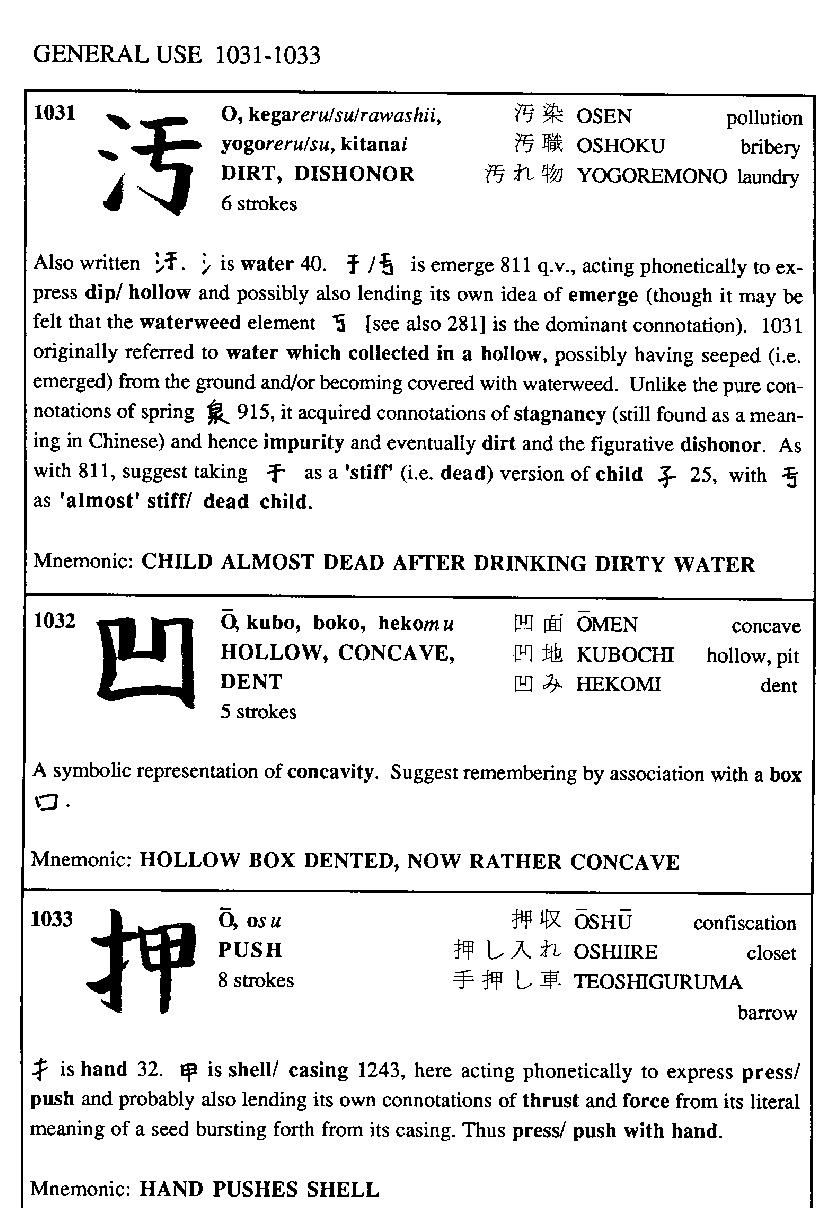 GENERAL USE 1031-1033
1031 汚 O, kegareru/su/rawashii, 汚染 OSEN pollution
yogoreru/su, kitanai 汚職 OSHOKU bribery
DIRT, DISHONOR 汚れ物 YOGOREMONO laundry
6 strokes
Also written 汙. 氵 is water 40. 于/亐 is emerge 811 q.v., acting phonetically to ex-
press dip/ hollow and possibly also lending its own idea of emerge (though it may be
felt that the waterweed element 丂 [see also 281] is the dominant connotation). 1031
originally referred to water which collected in a hollow, possibly having seeped (i.e.
emerged) from the ground and/or becoming covered with waterweed. Unlike the pure con-
notations of spring 泉 915, it acquired connotations of stagnancy (still found as a mean-
ing in Chinese) and hence impurity and eventually dirt and the figurative dishonor. As
with 811, suggest taking 于 as a 'stiff' (i.e. dead) version of child 子 25, with 亐
as 'almost' stiff/ dead child.
Mnemonic: CHILD ALMOST DEAD AFTER DRINKING DIRTY WATER
1032 凹 Ō, kubo, boko, hekomu 凹面 ŌMEN concave
HOLLOW, CONCAVE, 凹地 KUBOCHI hollow, pit
DENT 凹み HEKOMI dent
5 strokes
A symbolic representation of concavity. Suggest remembering by association with a box
口.
Mnemonic: HOLLOW BOX DENTED, NOW RATHER CONCAVE
1033 押 Ō, osu 押収 ŌSHŪ confiscation
PUSH 押し入れ OSHIIRE closet
8 strokes 手押し車 TEOSHIGURUMA
barrow
扌 is hand 32. 甲 is shell/ casing 1243, here acting phonetically to express press/
push and probably also lending its own connotations of thrust and force from its literal
meaning of a seed bursting forth from its casing. Thus press/ push with hand.
Mnemonic: HAND PUSHES SHELL